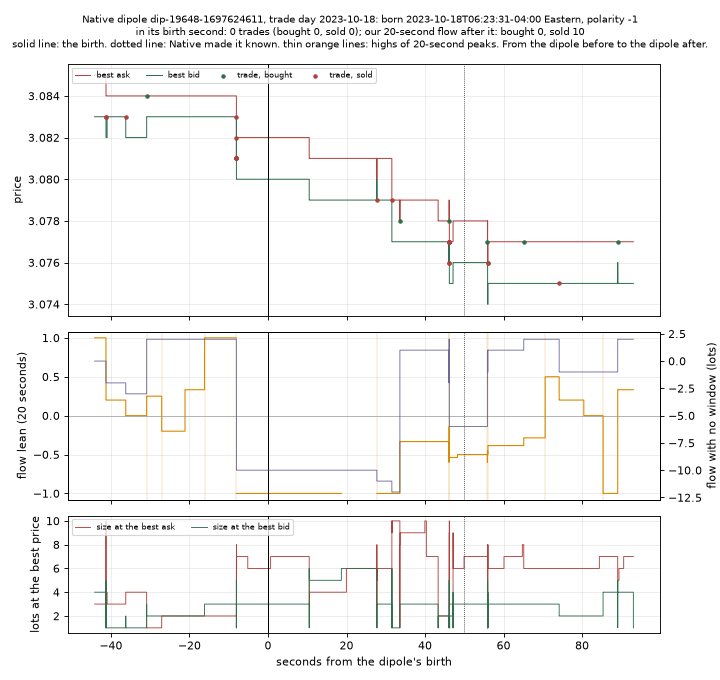 Native dipole dip-19648-1697624611, trade day 2023-10-18: born 2023-10-18T06:23:31-04:00 Eastern, polarity -1
in its birth second: 0 trades (bought 0, sold 0); our 20-second flow after it: bought 0, sold 10
solid line: the birth. dotted line: Native made it known. thin orange lines: highs of 20-second peaks. From the dipole before to the dipole after.
best ask best bid trade, bought trade, sold
3.084
3.082
3.080
3.078
3.076
3.074
price
1.0
0.5
0.0
−0.5
−1.0
flow lean (20 seconds)
2.5
0.0
−2.5
−5.0
−7.5
−10.0
−12.5
flow with no window (lots)
size at the best ask size at the best bid
10
8
6
4
2
lots at the best price
−40 −20 0 20 40 60 80
seconds from the dipole's birth